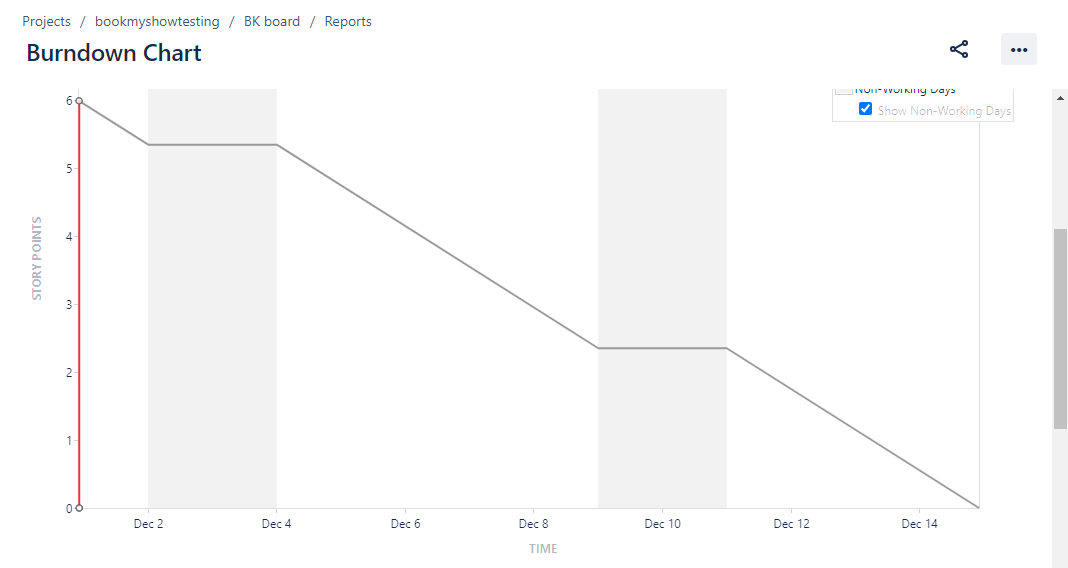 Projects / bookmyshowtesting / BK board / Reports
Burndown Chart
Non-Working Days
Show Non-Working Days
STORY POINTS
6
5
4
3
2
1
0
Dec 2 Dec 4 Dec 6 Dec 8 Dec 10 Dec 12 Dec 14
TIME